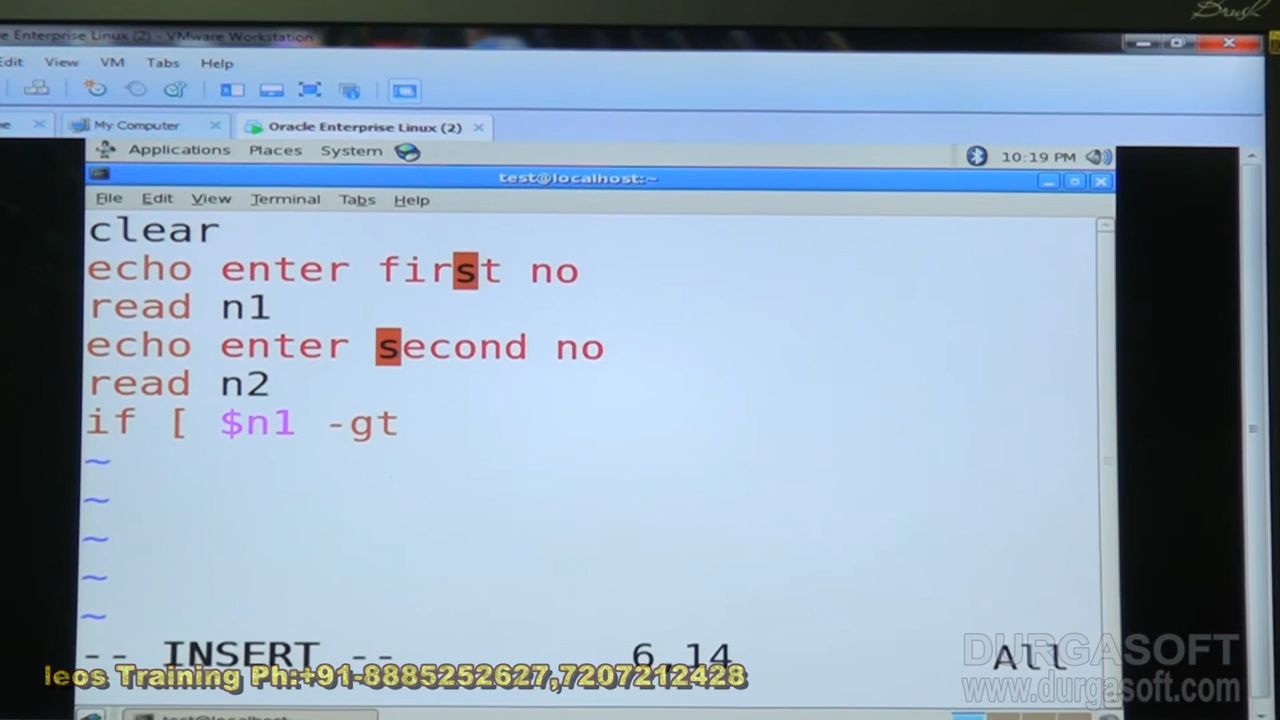 Brush
e Enterprise Linux (2) - VMware Workstation
Edit View VM Tabs Help
My Computer Oracle Enterprise Linux (2)
Applications Places System 10:19 PM
test@localhost:~
File Edit View Terminal Tabs Help
clear
echo enter first no
read n1
echo enter second no
read n2
if [ $n1 -gt
~
~
~
~
~
-- INSERT -- 6,14 All
DURGASOFT
leos Training Ph:+91-8885252627,7207212428
www.durgasoft.com
test@localhost:~